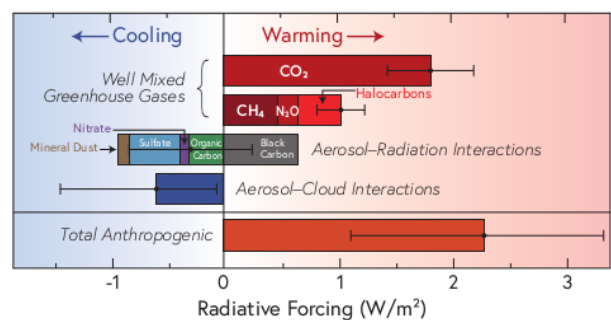 Cooling
Warming
Well Mixed
Greenhouse Gases
CO₂
CH₄
N₂O
Halocarbons
Nitrate
Mineral Dust
Sulfate
Organic
Carbon
Black
Carbon
Aerosol–Radiation Interactions
Aerosol–Cloud Interactions
Total Anthropogenic
-1
0
1
2
3
Radiative Forcing (W/m²)